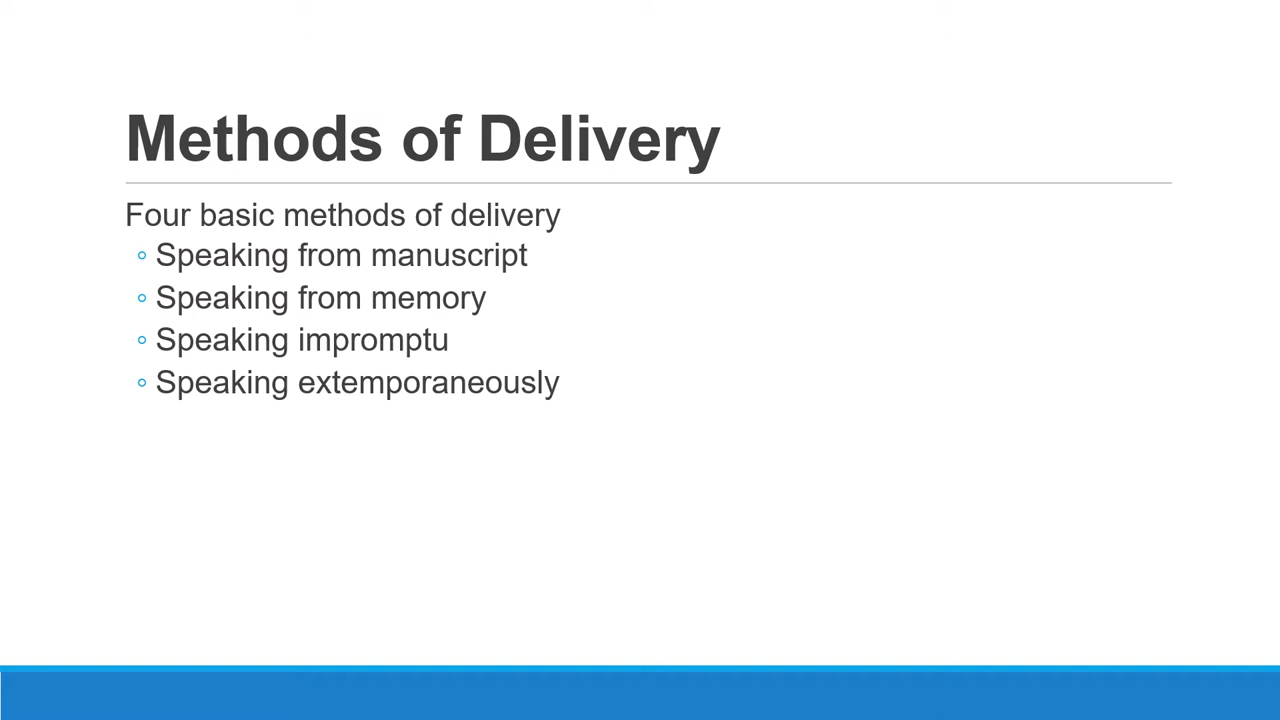 Methods of Delivery
Four basic methods of delivery
◦ Speaking from manuscript
◦ Speaking from memory
◦ Speaking impromptu
◦ Speaking extemporaneously